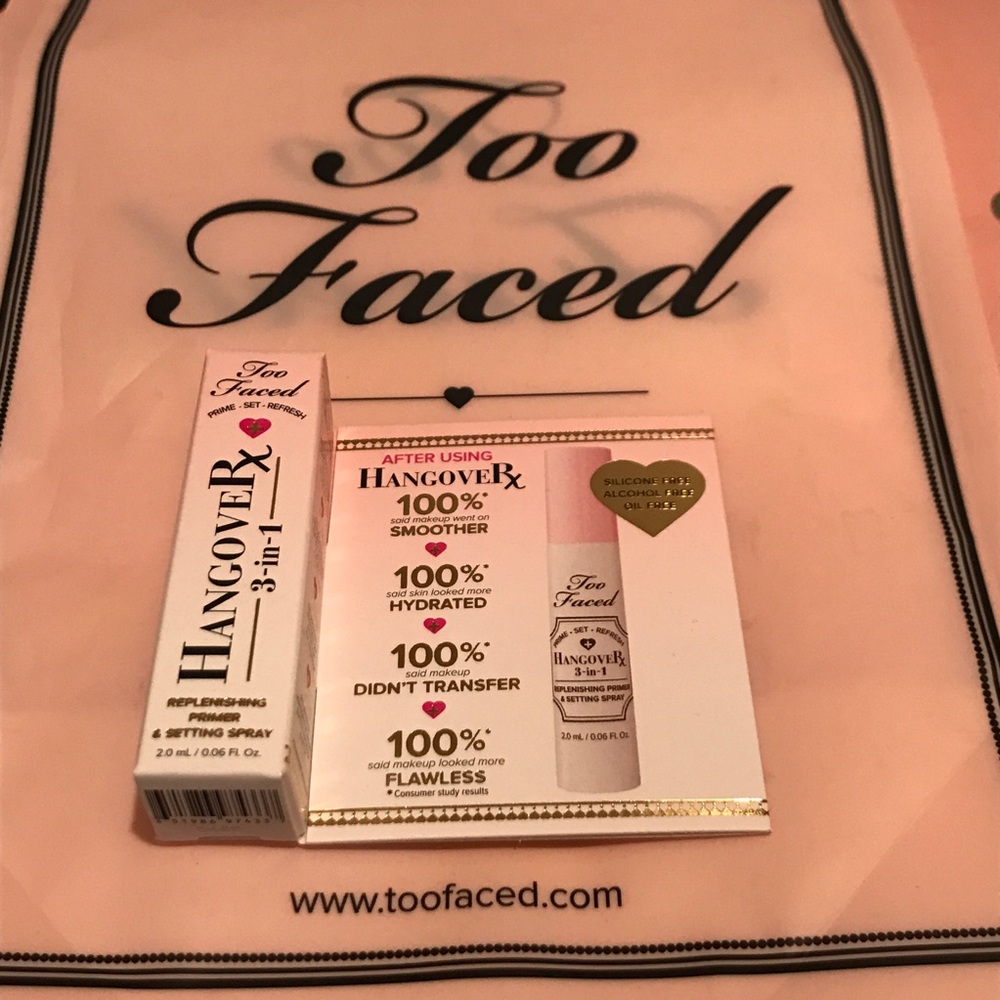 Too
Faced
Too
Faced
PRIME - SET - REFRESH
HANGOVERx
3-in-1
REPLENISHING
PRIMER
& SETTING SPRAY
2.0 mL / 0.06 Fl. Oz.
AFTER USING
HANGOVERx
100%*
said makeup went on
SMOOTHER
100%*
said skin looked more
HYDRATED
100%*
said makeup
DIDN'T TRANSFER
100%*
said makeup looked more
FLAWLESS
*Consumer study results
SILICONE FREE
ALCOHOL FREE
OIL FREE
Too
Faced
PRIME - SET - REFRESH
HANGOVERx
3-in-1
REPLENISHING PRIMER
& SETTING SPRAY
2.0 mL / 0.06 Fl. Oz.
www.toofaced.com